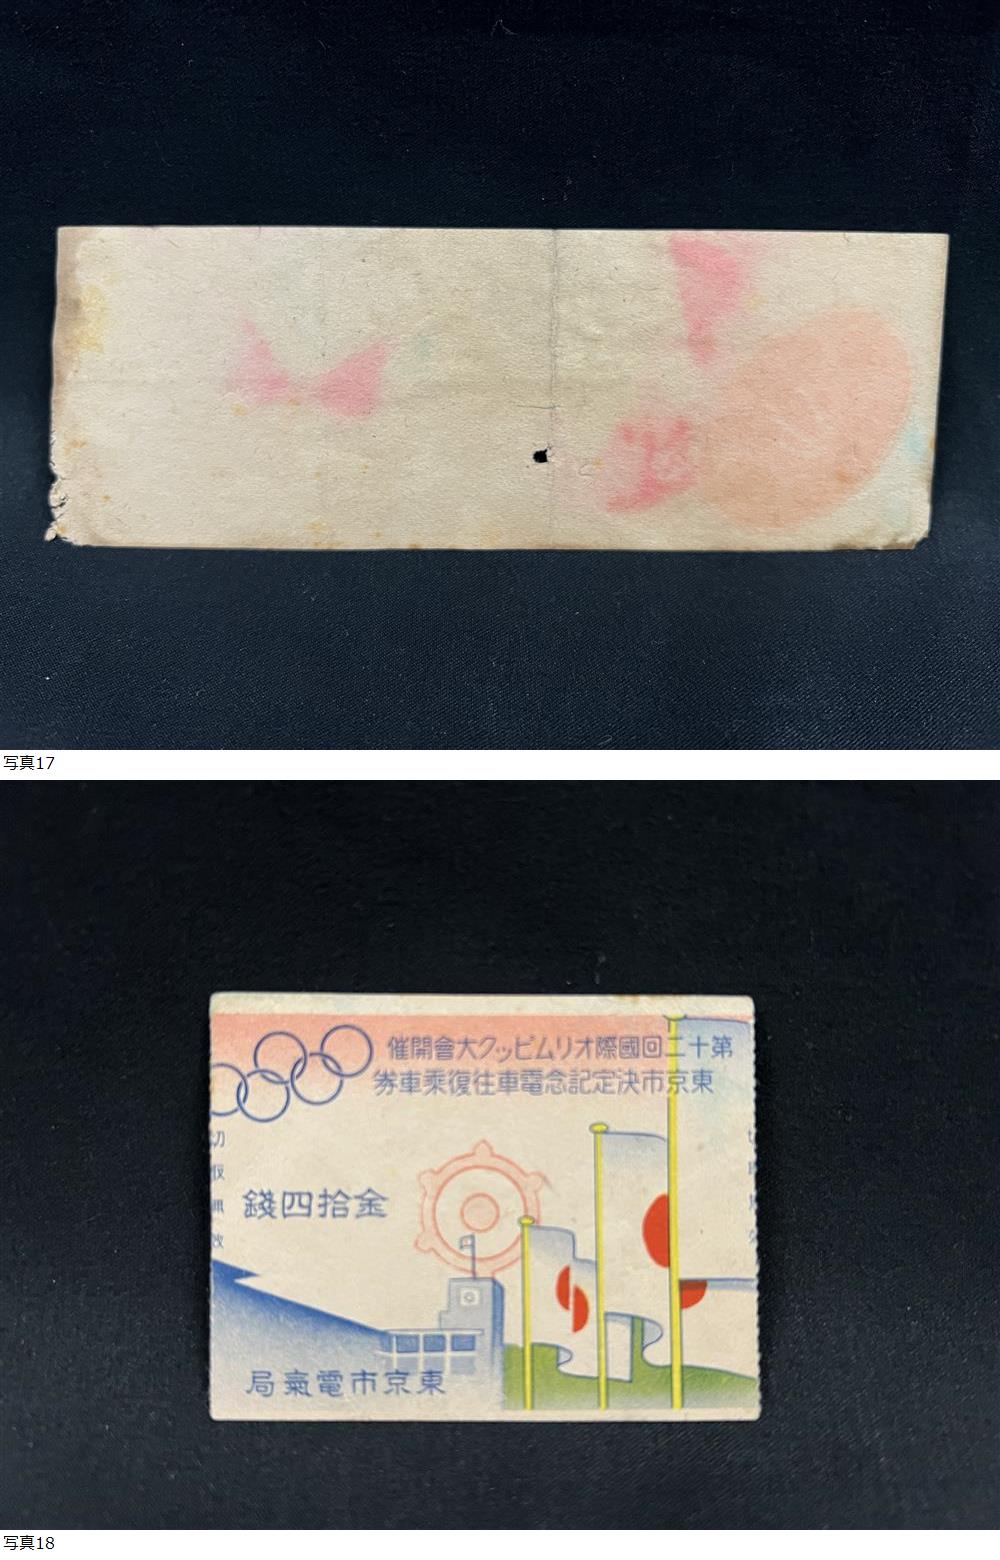 写真17
第十二回國際オリムピック大會開催
東京市決定記念電車往復乘車券
金拾四錢
東京市電氣局
写真18